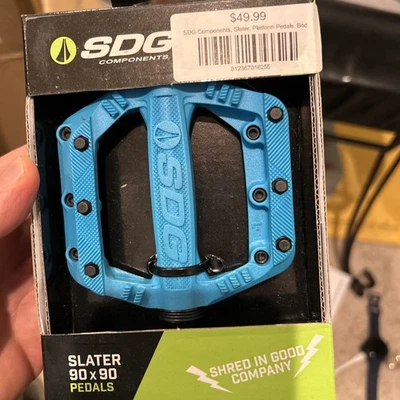 SDG
COMPONENTS
$49.99
SDG Components, Slater, Platform Pedals, Bod
812367016255
SDG
SLATER
90 x 90
PEDALS
SHRED IN GOOD
COMPANY